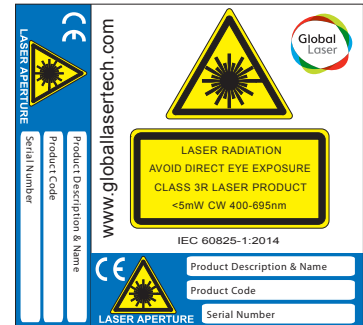 CE
LASER APERTURE
Serial Number
Product Code
Product Description & Name
www.globallasertech.com
Global
Laser
LASER RADIATION
AVOID DIRECT EYE EXPOSURE
CLASS 3R LASER PRODUCT
<5mW CW 400-695nm
IEC 60825-1:2014
CE
LASER APERTURE
Product Description & Name
Product Code
Serial Number